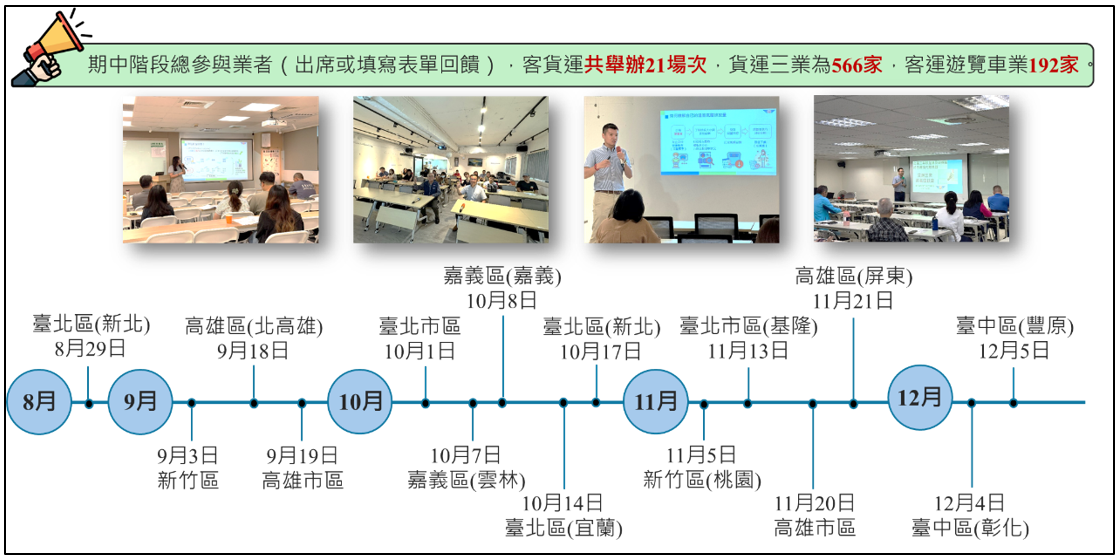 期中階段總參與業者（出席或填寫表單回饋），客貨運共舉辦21場次，貨運三業為566家，客運遊覽車業192家。
嘉義區(嘉義)
10月8日
高雄區(屏東)
11月21日
臺北區(新北)
8月29日
高雄區(北高雄)
9月18日
臺北市區
10月1日
臺北區(新北)
10月17日
臺北市區(基隆)
11月13日
臺中區(豐原)
12月5日
8月
9月
10月
11月
12月
9月3日
新竹區
9月19日
高雄市區
10月7日
嘉義區(雲林)
11月5日
新竹區(桃園)
10月14日
臺北區(宜蘭)
11月20日
高雄市區
12月4日
臺中區(彰化)